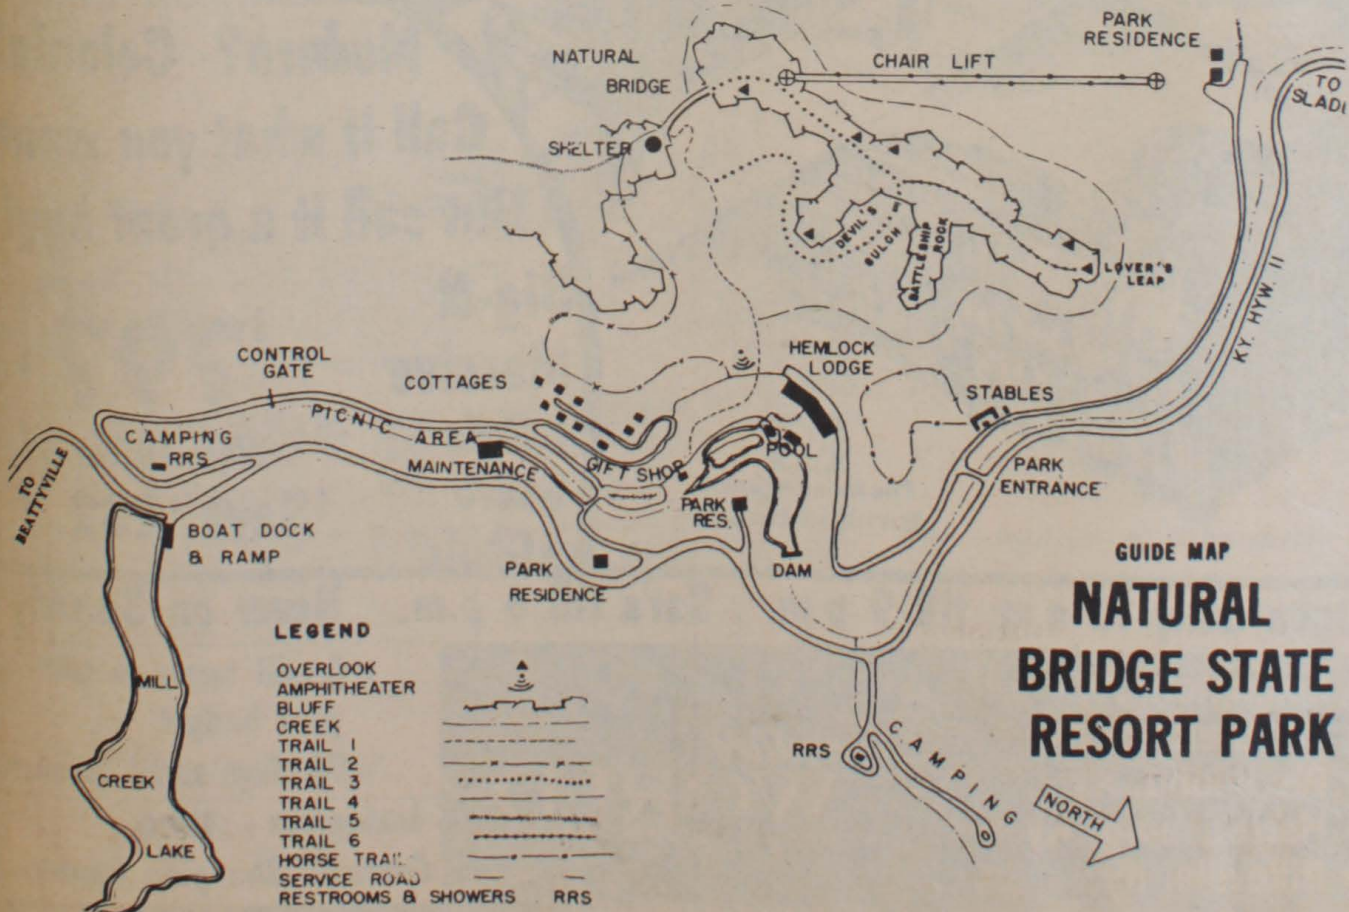 PARK
RESIDENCE
NATURAL
BRIDGE
CHAIR LIFT
TO
SLADE
SHELTER
DEVIL'S
GULCH
BATTLESHIP
ROCK
LOVER'S
LEAP
KY. HYW. 11
HEMLOCK
LODGE
CONTROL
GATE
COTTAGES
STABLES
PICNIC AREA
CAMPING
RRS
MAINTENANCE
GIFT SHOP
POOL
PARK
ENTRANCE
TO
BEATTYVILLE
PARK
RES.
BOAT DOCK
& RAMP
PARK
RESIDENCE
DAM
GUIDE MAP
NATURAL
BRIDGE STATE
RESORT PARK
MILL
CREEK
LAKE
RRS
CAMPING
NORTH
LEGEND
OVERLOOK
AMPHITHEATER
BLUFF
CREEK
TRAIL 1
TRAIL 2
TRAIL 3
TRAIL 4
TRAIL 5
TRAIL 6
HORSE TRAIL
SERVICE ROAD
RESTROOMS & SHOWERS RRS